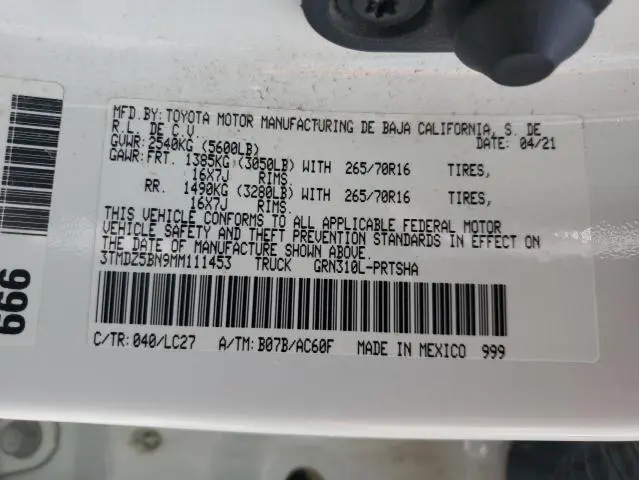 MFD.BY:TOYOTA MOTOR MANUFACTURING DE BAJA CALIFORNIA, S. DE
R.L. DE C.V. DATE: 04/21
GVWR:2540KG (5600LB)
GAWR:FRT. 1385KG (3050LB) WITH 265/70R16 TIRES,
16X7J RIMS.
RR. 1490KG (3280LB) WITH 265/70R16 TIRES,
16X7J RIMS.
THIS VEHICLE CONFORMS TO ALL APPLICABLE FEDERAL MOTOR
VEHICLE SAFETY AND THEFT PREVENTION STANDARDS IN EFFECT ON
THE DATE OF MANUFACTURE SHOWN ABOVE.
3TMDZ5BN9MM111453 TRUCK GRN310L-PRTSHA
C/TR: 040/LC27 A/TM: B07B/AC60F MADE IN MEXICO 999
999